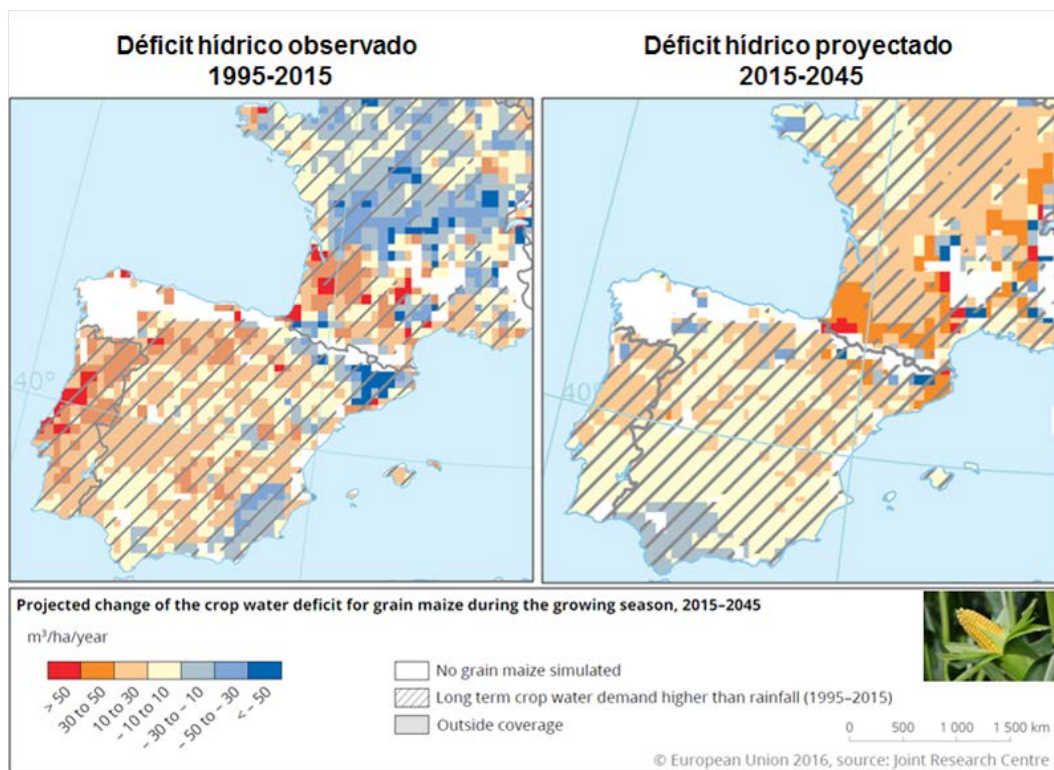 Déficit hídrico observado
1995-2015
Déficit hídrico proyectado
2015-2045
40°
40°
Projected change of the crop water deficit for grain maize during the growing season, 2015–2045
m³/ha/year
> 50
30 to 50
10 to 30
– 10 to 10
– 30 to – 10
– 50 to – 30
< – 50
No grain maize simulated
Long term crop water demand higher than rainfall (1995–2015)
Outside coverage
0 500 1 000 1 500 km
© European Union 2016, source: Joint Research Centre